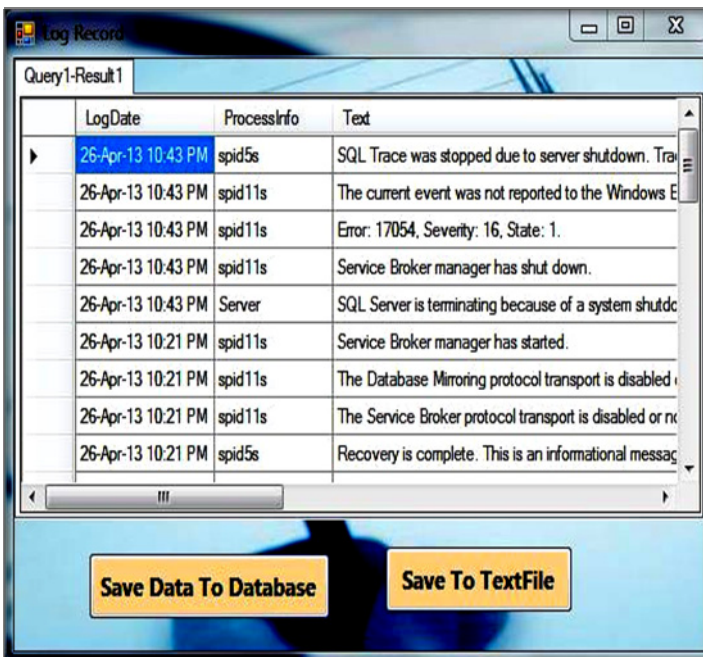 Log Record
Query1-Result1
LogDate ProcessInfo Text
26-Apr-13 10:43 PM spid5s SQL Trace was stopped due to server shutdown.
26-Apr-13 10:43 PM spid11s The current event was not reported to the Windows
26-Apr-13 10:43 PM spid11s Error: 17054, Severity: 16, State: 1.
26-Apr-13 10:43 PM spid11s Service Broker manager has shut down.
26-Apr-13 10:43 PM Server SQL Server is terminating because of a system
26-Apr-13 10:21 PM spid11s Service Broker manager has started.
26-Apr-13 10:21 PM spid11s The Database Mirroring protocol transport is disabled
26-Apr-13 10:21 PM spid11s The Service Broker protocol transport is disabled or
26-Apr-13 10:21 PM spid5s Recovery is complete. This is an informational
Save Data To Database
Save To TextFile